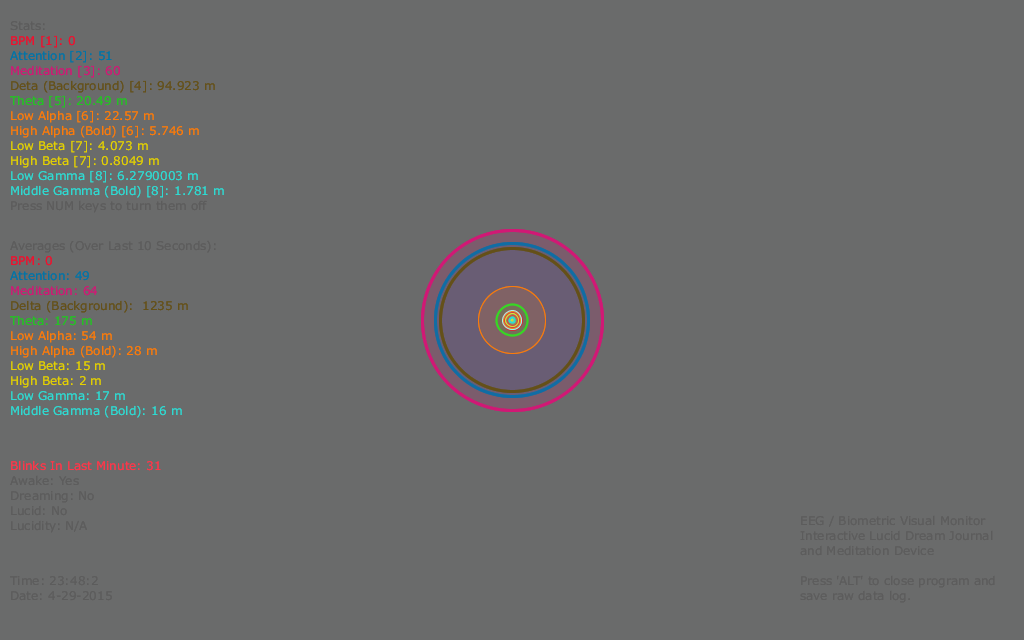 Stats:
BPM [1]: 0
Attention [2]: 51
Meditation [3]: 60
Deta (Background) [4]: 94.923 m
Theta [5]: 20.49 m
Low Alpha [6]: 22.57 m
High Alpha (Bold) [6]: 5.746 m
Low Beta [7]: 4.073 m
High Beta [7]: 0.8049 m
Low Gamma [8]: 6.2790003 m
Middle Gamma (Bold) [8]: 1.781 m
Press NUM keys to turn them off
Averages (Over Last 10 Seconds):
BPM: 0
Attention: 49
Meditation: 64
Delta (Background):  1235 m
Theta: 175 m
Low Alpha: 54 m
High Alpha (Bold): 28 m
Low Beta: 15 m
High Beta: 2 m
Low Gamma: 17 m
Middle Gamma (Bold): 16 m
Blinks In Last Minute: 31
Awake: Yes
Dreaming: No
Lucid: No
Lucidity: N/A
Time: 23:48:2
Date: 4-29-2015
EEG / Biometric Visual Monitor
Interactive Lucid Dream Journal
and Meditation Device
Press 'ALT' to close program and
save raw data log.